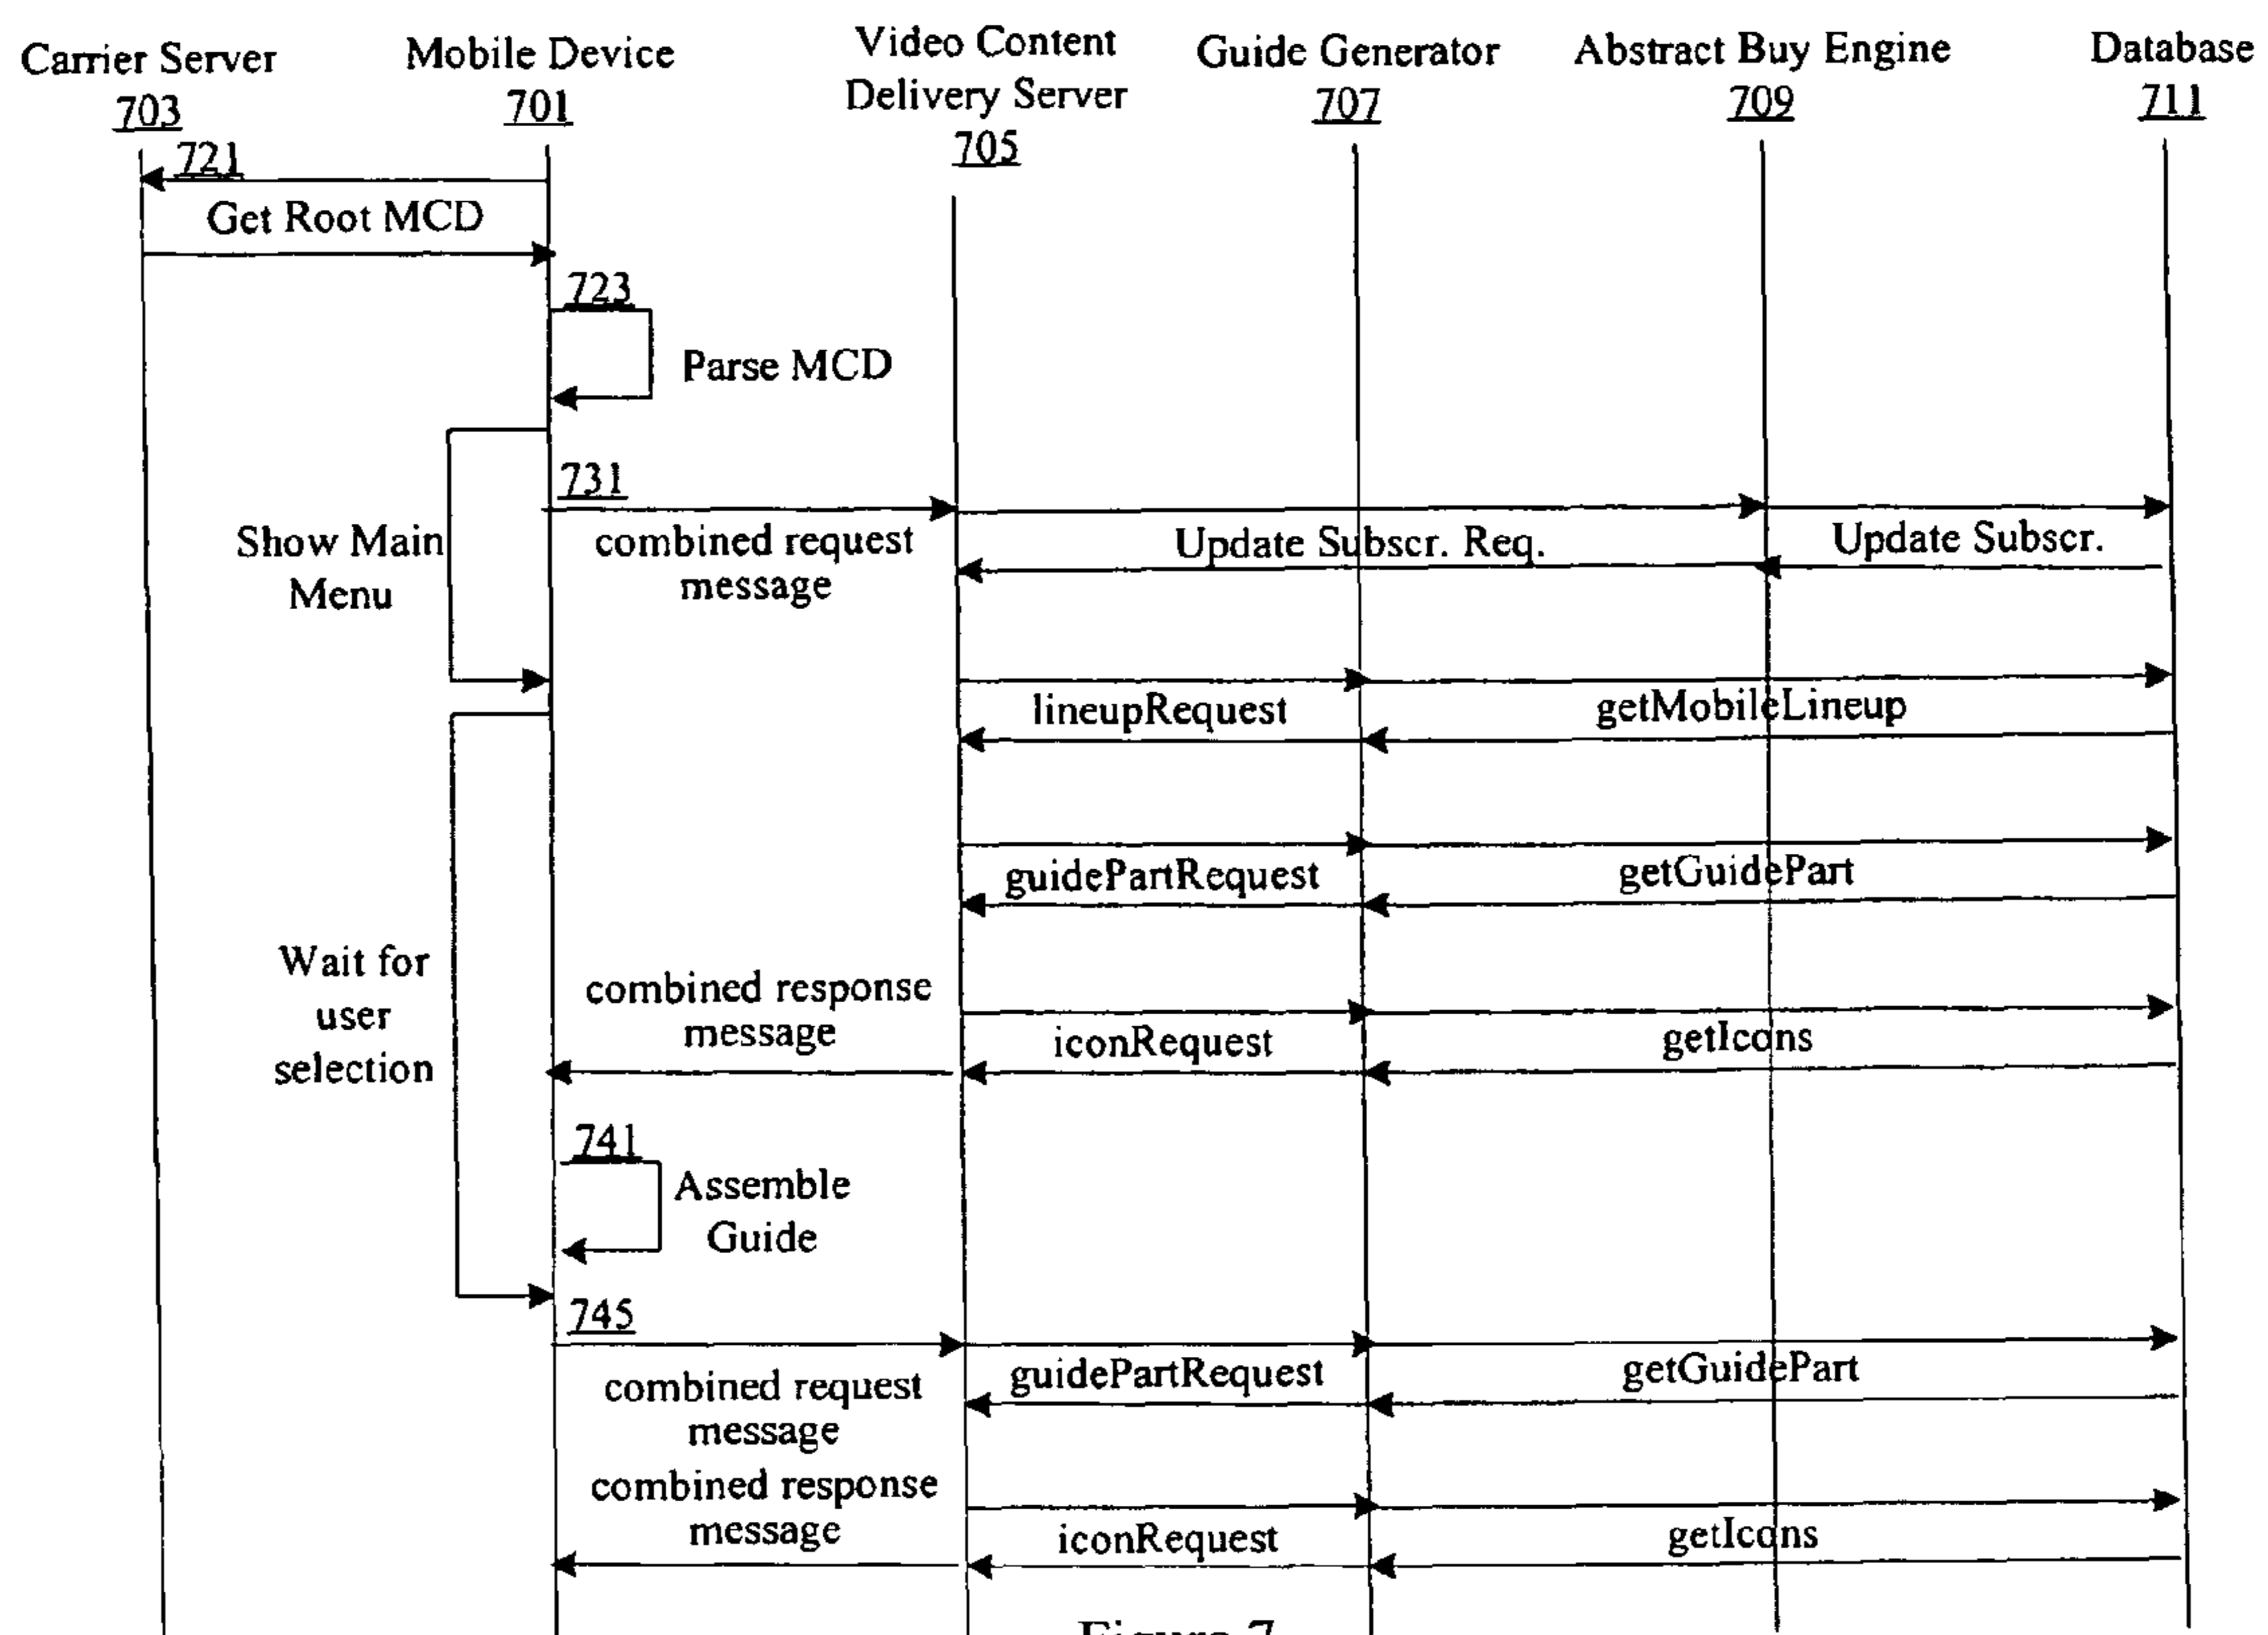 Carrier Server
703
Mobile Device
701
Video Content
Delivery Server
705
Guide Generator
707
Abstract Buy Engine
709
Database
711
721
Get Root MCD
723
Parse MCD
Show Main
Menu
731
combined request
message
Update Subscr. Req.
Update Subscr.
lineupRequest
getMobileLineup
guidePartRequest
getGuidePart
Wait for
user
selection
combined response
message
iconRequest
getIcons
741
Assemble
Guide
745
combined request
message
guidePartRequest
getGuidePart
combined response
message
iconRequest
getIcons
Figure 7